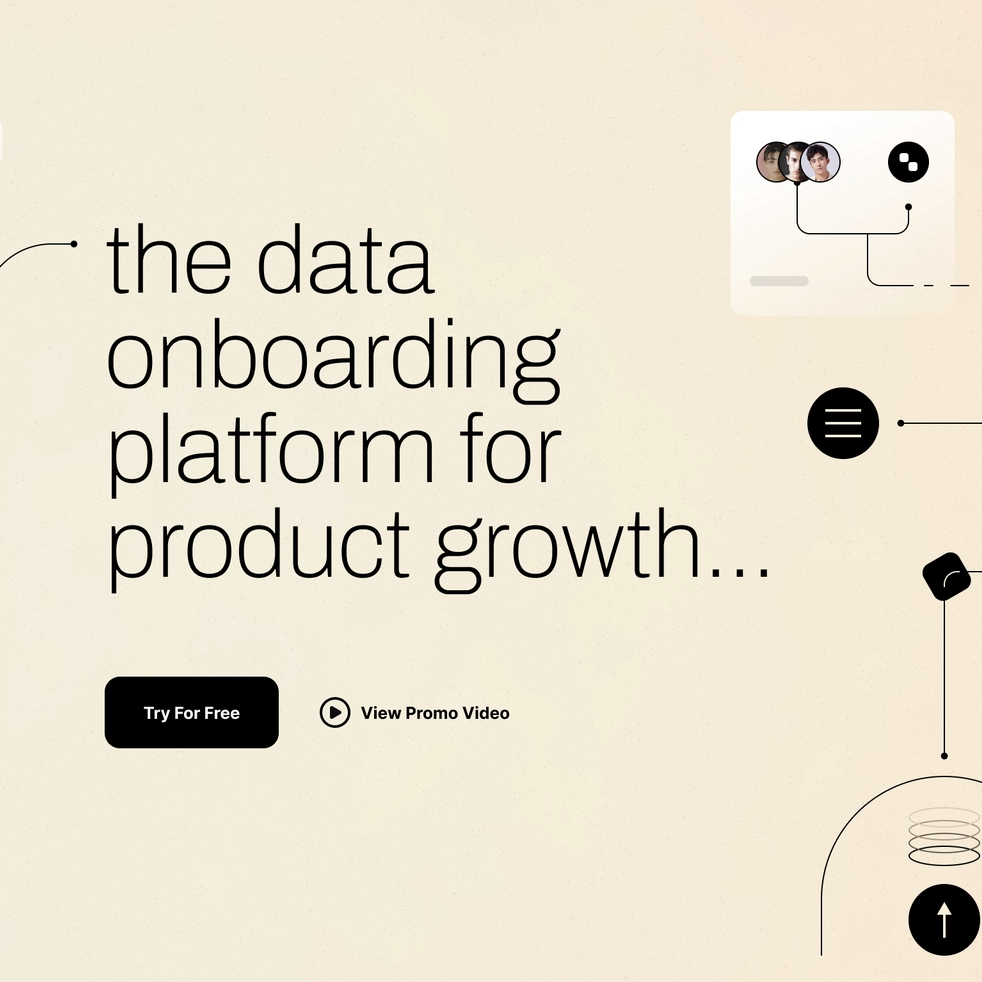 the data
onboarding
platform for
product growth...
Try For Free
View Promo Video